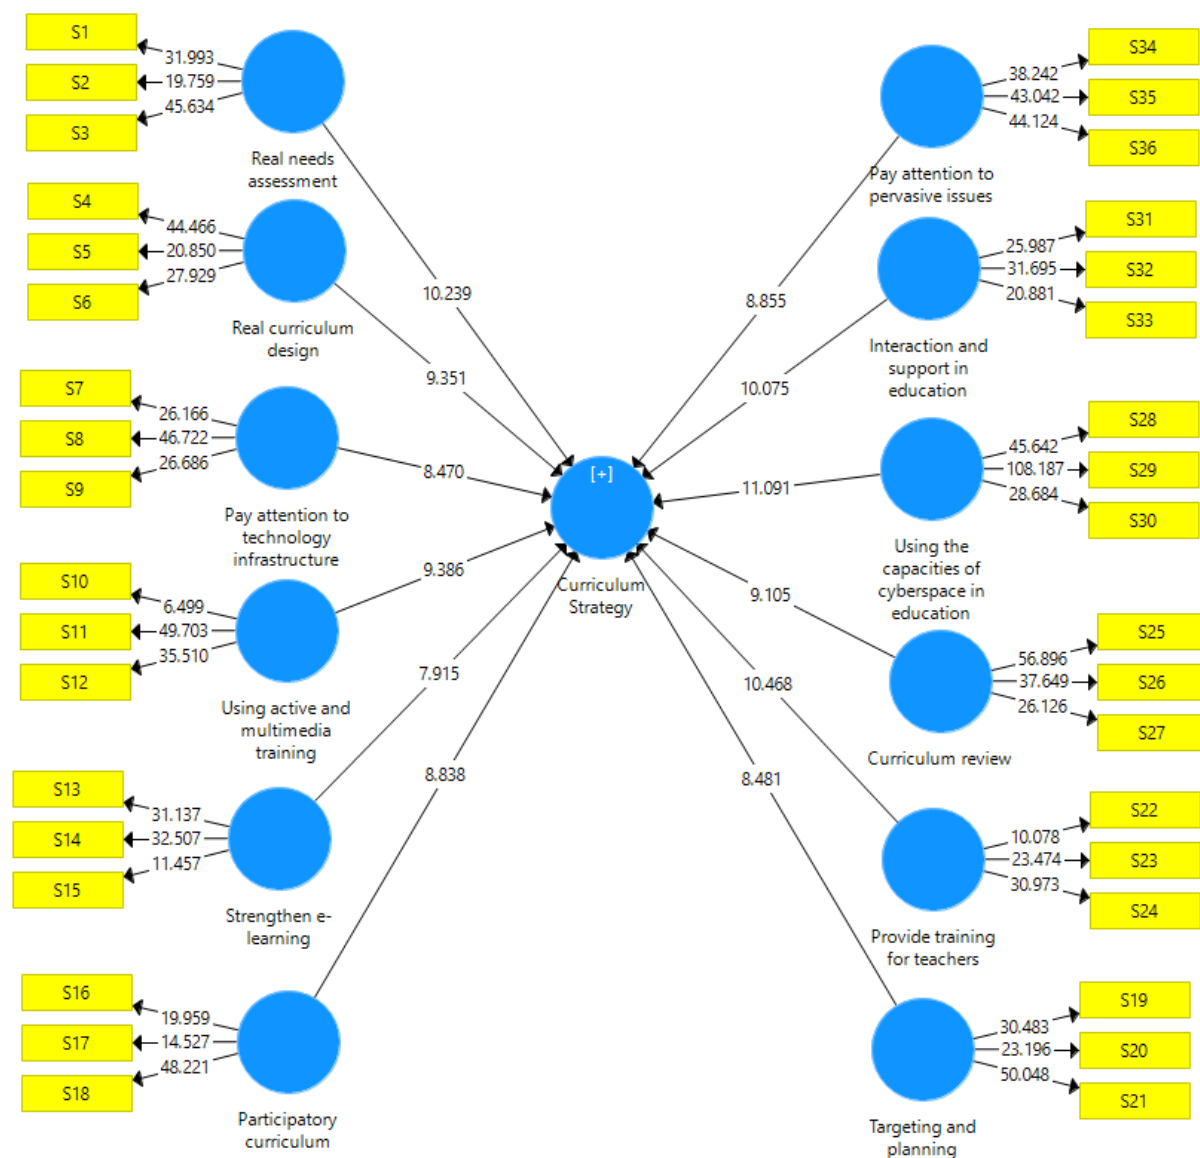 S1
31.993
S2
19.759
S3
45.634
Real needs
assessment
S4
44.466
S5
20.850
S6
27.929
Real curriculum
design
S7
26.166
S8
46.722
S9
26.686
Pay attention to
technology
infrastructure
S10
6.499
S11
49.703
S12
35.510
Using active and
multimedia
training
S13
31.137
S14
32.507
S15
11.457
Strengthen e-
learning
S16
19.959
S17
14.527
S18
48.221
Participatory
curriculum
10.239
9.351
8.470
9.386
7.915
8.838
[+]
Curriculum
Strategy
8.855
10.075
11.091
9.105
10.468
8.481
S34
38.242
S35
43.042
S36
44.124
Pay attention to
pervasive issues
S31
25.987
S32
31.695
S33
20.881
Interaction and
support in
education
S28
45.642
S29
108.187
S30
28.684
Using the
capacities of
cyberspace in
education
S25
56.896
S26
37.649
S27
26.126
Curriculum review
S22
10.078
S23
23.474
S24
30.973
Provide training
for teachers
S19
30.483
S20
23.196
S21
50.048
Targeting and
planning